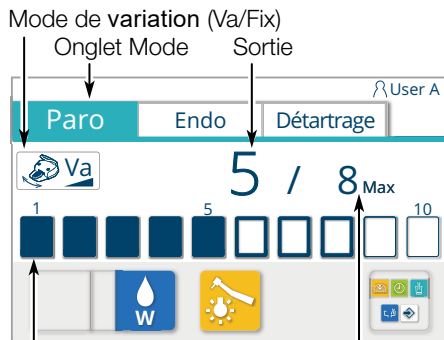 Mode de variation (Va/Fix)
Onglet Mode Sortie
User A
Paro Endo Détartrage
Va 5 / 8 Max
1 5 10
W